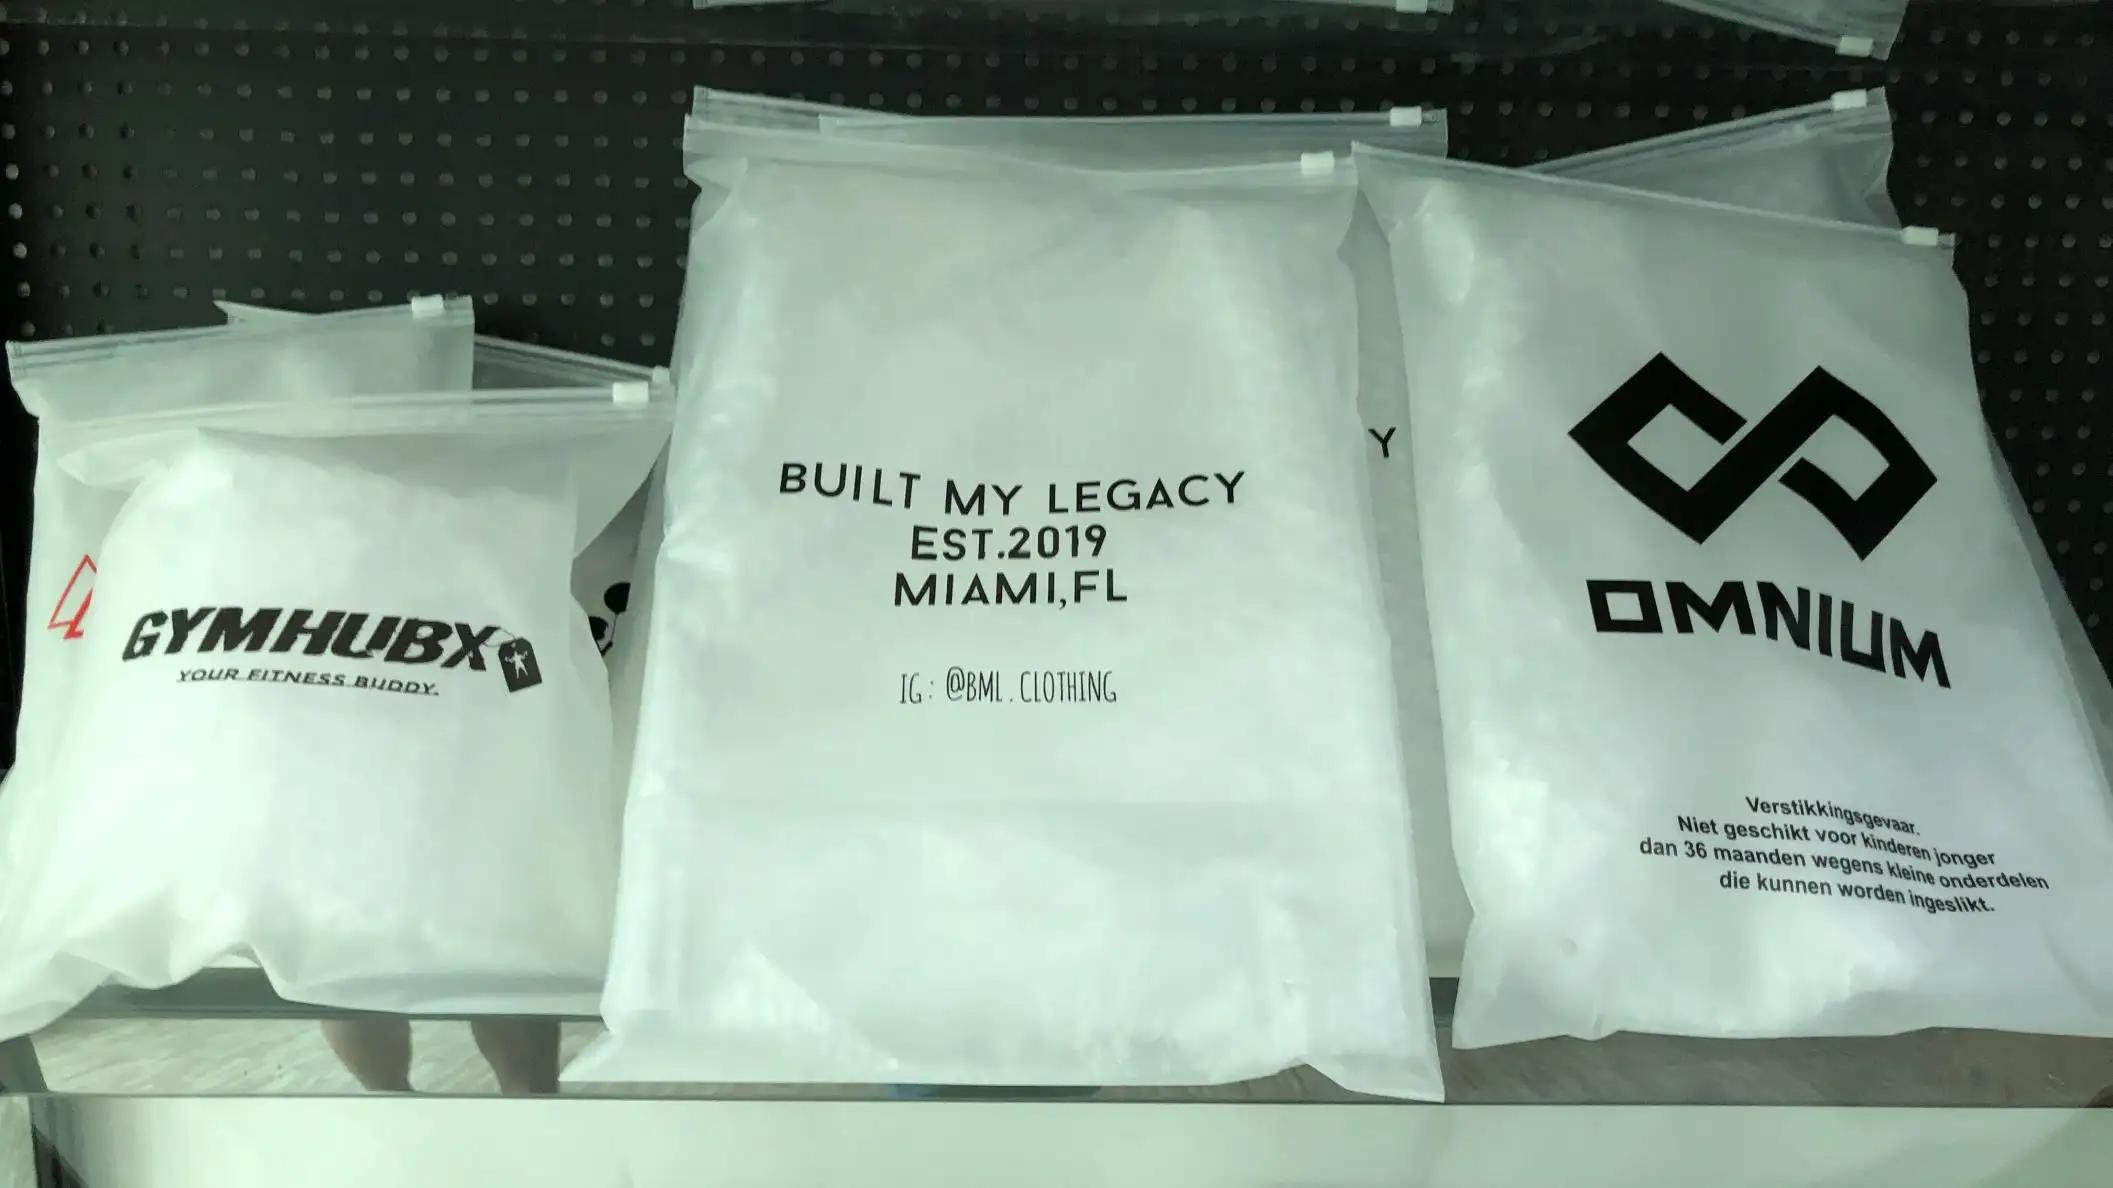 GYMHUBX
YOUR FITNESS BUDDY.
BUILT MY LEGACY
EST.2019
MIAMI,FL
IG: @BML.CLOTHING
Y
OMNIUM
Verstikkingsgevaar.
Niet geschikt voor kinderen jonger
dan 36 maanden wegens kleine onderdelen
die kunnen worden ingeslikt.